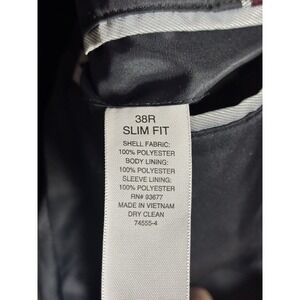 38R
SLIM FIT
SHELL FABRIC:
100% POLYESTER
BODY LINING:
100% POLYESTER
SLEEVE LINING:
100% POLYESTER
RN# 93677
MADE IN VIETNAM
DRY CLEAN
74555-4